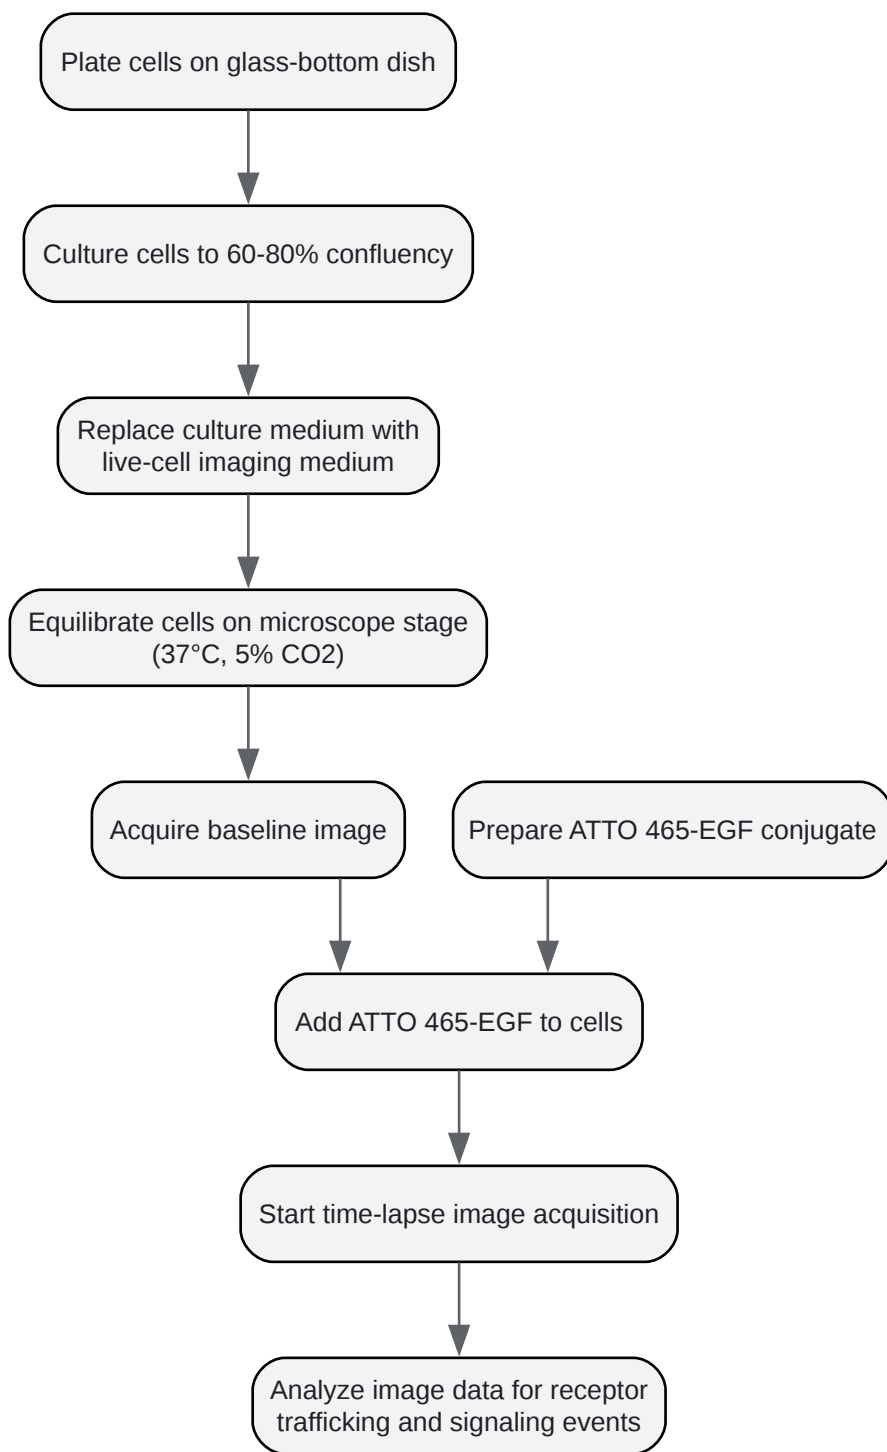 Plate cells on glass-bottom dish
Culture cells to 60-80% confluency
Replace culture medium with
live-cell imaging medium
Equilibrate cells on microscope stage
(37°C, 5% CO2)
Acquire baseline image
Prepare ATTO 465-EGF conjugate
Add ATTO 465-EGF to cells
Start time-lapse image acquisition
Analyze image data for receptor
trafficking and signaling events